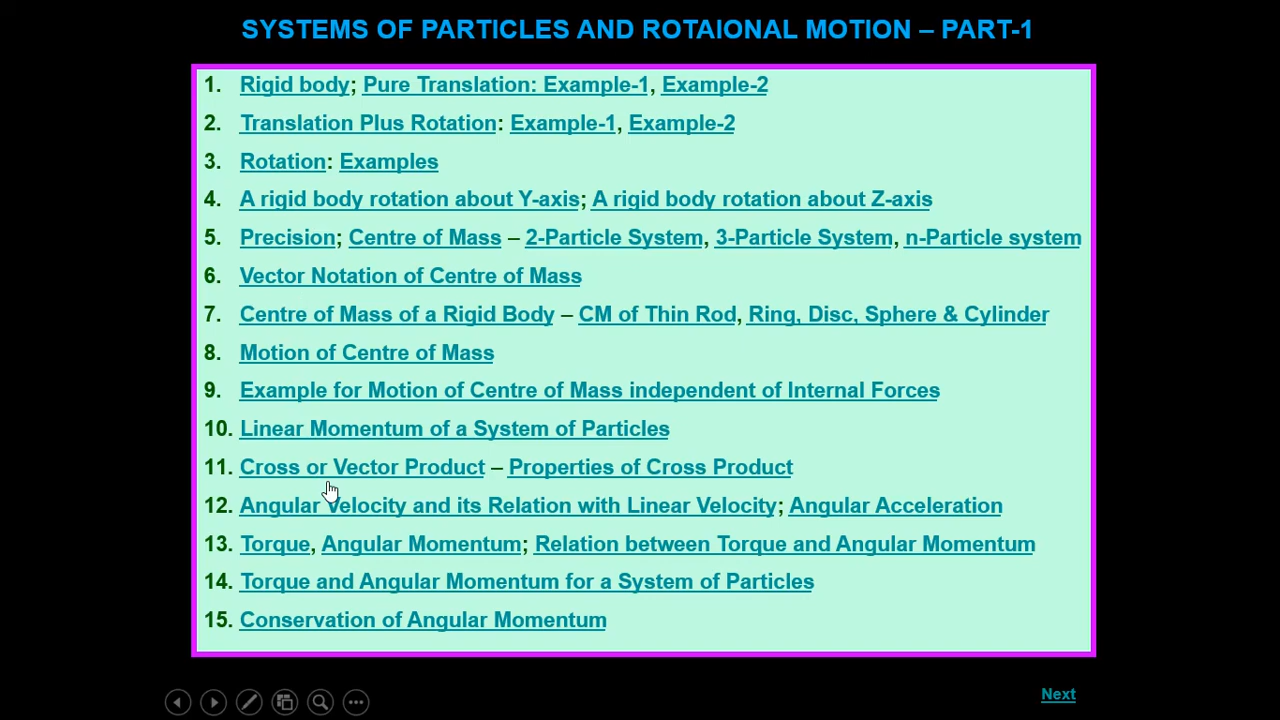 SYSTEMS OF PARTICLES AND ROTAIONAL MOTION – PART-1
1. Rigid body; Pure Translation: Example-1, Example-2
2. Translation Plus Rotation: Example-1, Example-2
3. Rotation: Examples
4. A rigid body rotation about Y-axis; A rigid body rotation about Z-axis
5. Precision; Centre of Mass – 2-Particle System, 3-Particle System, n-Particle system
6. Vector Notation of Centre of Mass
7. Centre of Mass of a Rigid Body – CM of Thin Rod, Ring, Disc, Sphere & Cylinder
8. Motion of Centre of Mass
9. Example for Motion of Centre of Mass independent of Internal Forces
10. Linear Momentum of a System of Particles
11. Cross or Vector Product – Properties of Cross Product
12. Angular Velocity and its Relation with Linear Velocity; Angular Acceleration
13. Torque, Angular Momentum; Relation between Torque and Angular Momentum
14. Torque and Angular Momentum for a System of Particles
15. Conservation of Angular Momentum
Next